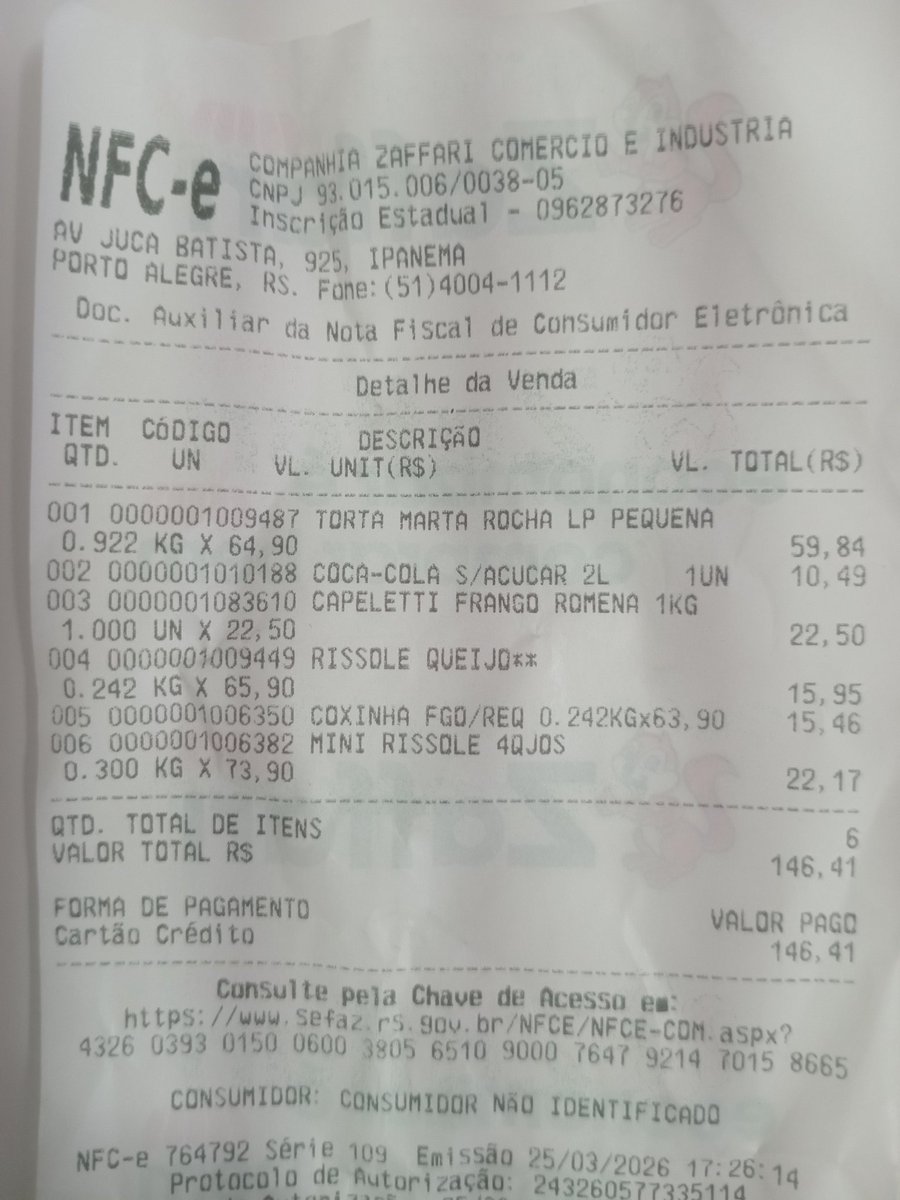 NFC-e
COMPANHIA ZAFFARI COMERCIO E INDUSTRIA
CNPJ 93.015.006/0038-05
Inscrição Estadual - 0962873276
AV JUCA BATISTA, 925, IPANEMA
PORTO ALEGRE, RS. Fone:(51)4004-1112
Doc. Auxiliar da Nota Fiscal de Consumidor Eletrônica
Detalhe da Venda
ITEM CóDIGO DESCRIÇÃO
QTD. UN VL. UNIT(R$) VL. TOTAL(R$)
001 0000001009487 TORTA MARTA ROCHA LP PEQUENA
0.922 KG X 64,90 59,84
002 0000001010188 COCA-COLA S/ACUCAR 2L 1UN 10,49
003 0000001083610 CAPELETTI FRANGO ROMENA 1KG
1.000 UN X 22,50 22,50
004 0000001009449 RISSOLE QUEIJO**
0.242 KG X 65,90 15,95
005 0000001006350 COXINHA FGO/REQ 0.242KGx63,90 15,46
006 0000001006382 MINI RISSOLE 4QJOS
0.300 KG X 73,90 22,17
QTD. TOTAL DE ITENS 6
VALOR TOTAL R$ 146,41
FORMA DE PAGAMENTO VALOR PAGO
Cartão Crédito 146,41
Consulte pela Chave de Acesso em:
https://www.sefaz.rs.gov.br/NFCE/NFCE-COM.aspx?
4326 0393 0150 0600 3805 6510 9000 7647 9214 7015 8665
CONSUMIDOR: CONSUMIDOR NÃO IDENTIFICADO
NFC-e 764792 Série 109 Emissão 25/03/2026 17:26:14
Protocolo de Autorização: 243260577335114